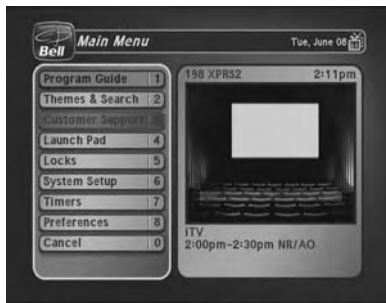 Bell
Main Menu
Tue, June 08
Program Guide 1
Themes & Search 2
Customer Support
Launch Pad 4
Locks 5
System Setup 6
Timers 7
Preferences 8
Cancel 0
198 XPRS2 2:11pm
iTV
2:00pm-2:30pm NR/AO